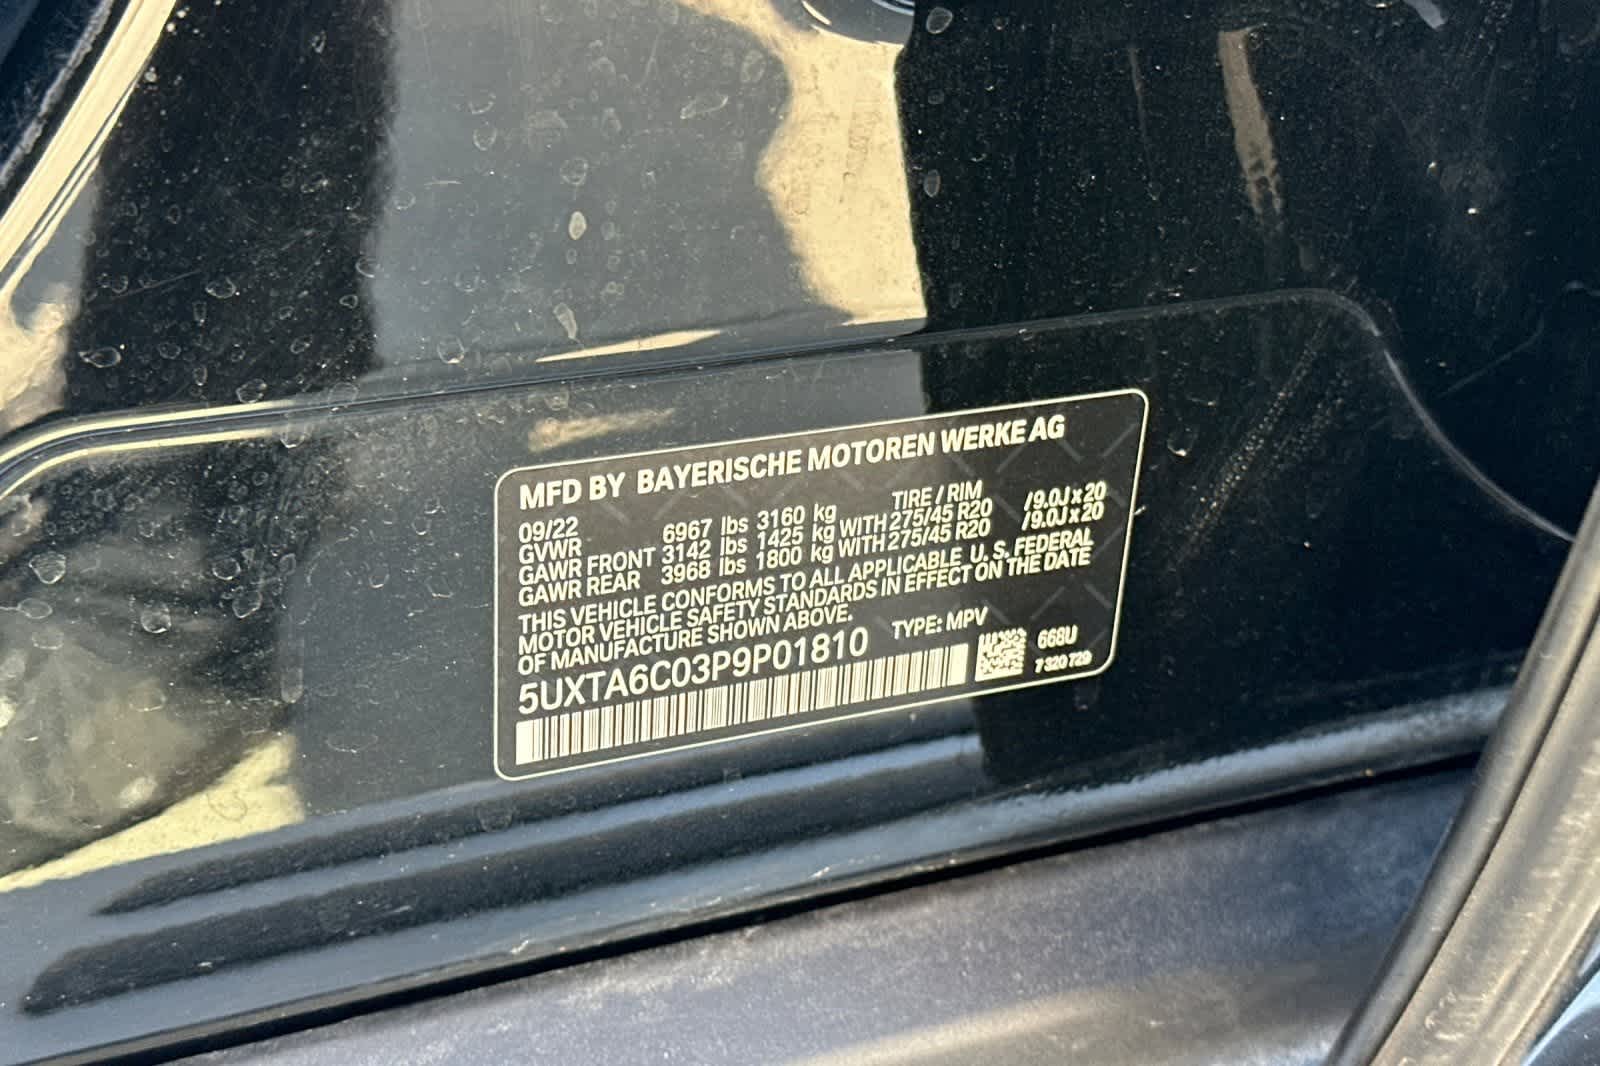 MFD BY BAYERISCHE MOTOREN WERKE AG
09/22 TIRE / RIM
GVWR 6967 lbs 3160 kg
GAWR FRONT 3142 lbs 1425 kg WITH 275/45 R20 /9.0J x 20
GAWR REAR 3968 lbs 1800 kg WITH 275/45 R20 /9.0J x 20
THIS VEHICLE CONFORMS TO ALL APPLICABLE U. S. FEDERAL
MOTOR VEHICLE SAFETY STANDARDS IN EFFECT ON THE DATE
OF MANUFACTURE SHOWN ABOVE.
5UXTA6C03P9P01810 TYPE: MPV
668U
7 320 729